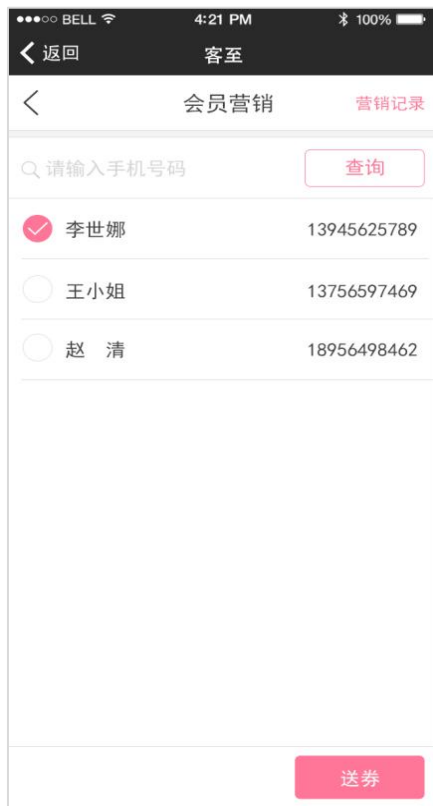 BELL 4:21 PM 100%
返回 客至
会员营销 营销记录
请输入手机号码 查询
李世娜 13945625789
王小姐 13756597469
赵 清 18956498462
送券